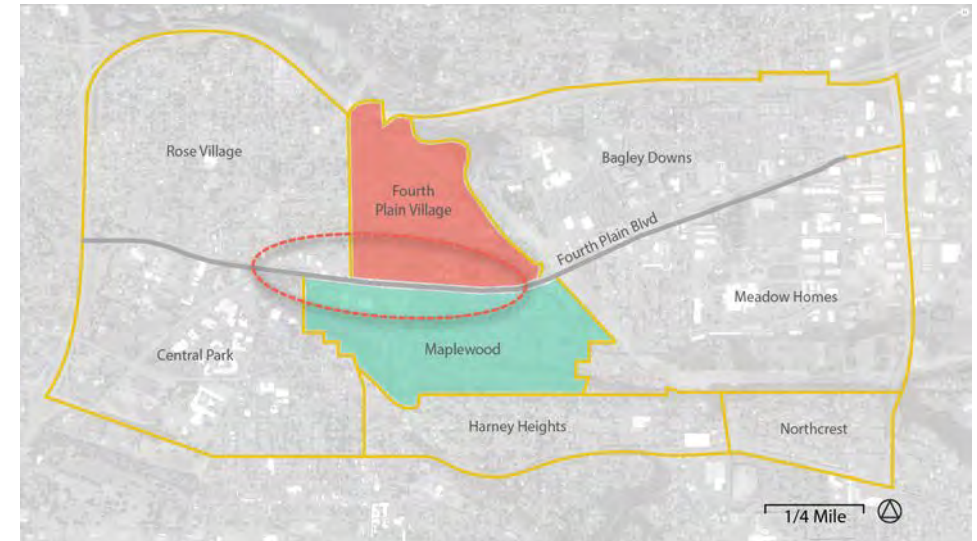 Rose Village
Fourth
Plain Village
Bagley Downs
Fourth Plain Blvd
Meadow Homes
Central Park
Maplewood
Harney Heights
Northcrest
1/4 Mile